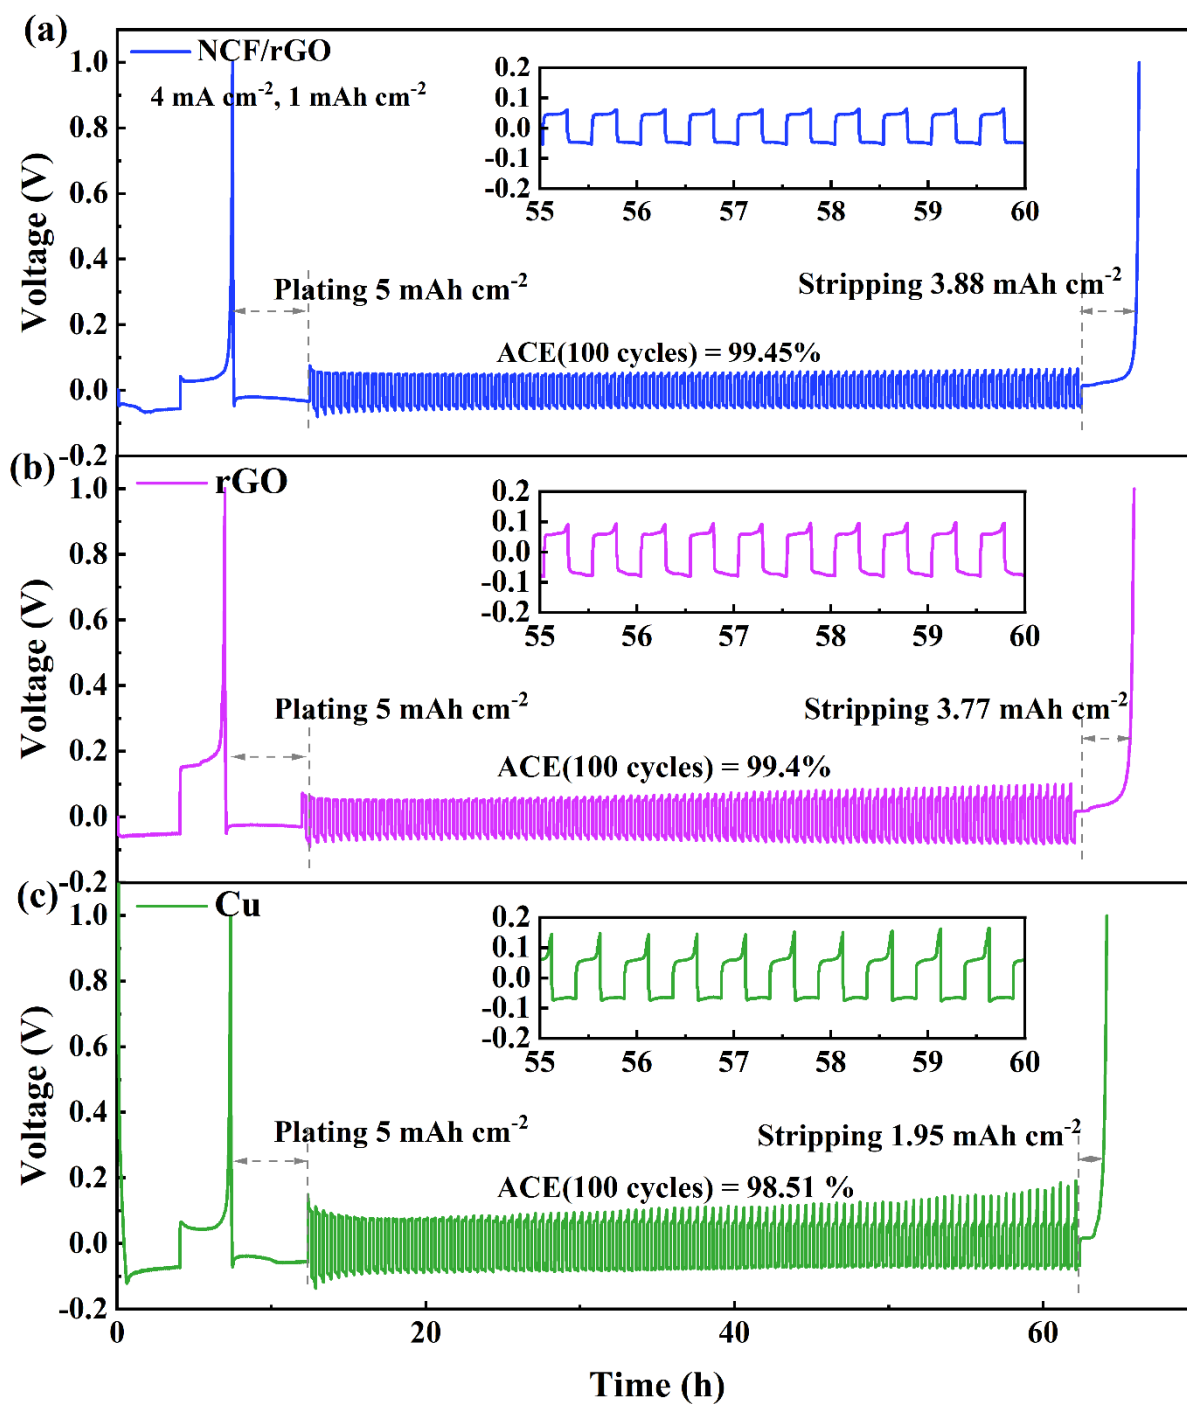 (a)
NCF/rGO
4 mA cm-2, 1 mAh cm-2
1.0
0.8
0.6
0.4
0.2
0.0
-0.2
Voltage (V)
0.2
0.1
0.0
-0.1
-0.2
55 56 57 58 59 60
Plating 5 mAh cm-2
Stripping 3.88 mAh cm-2
ACE(100 cycles) = 99.45%
(b)
rGO
1.0
0.8
0.6
0.4
0.2
0.0
-0.2
Voltage (V)
0.2
0.1
0.0
-0.1
-0.2
55 56 57 58 59 60
Plating 5 mAh cm-2
Stripping 3.77 mAh cm-2
ACE(100 cycles) = 99.4%
(c)
Cu
1.0
0.8
0.6
0.4
0.2
0.0
-0.2
Voltage (V)
0.2
0.1
0.0
-0.1
-0.2
55 56 57 58 59 60
Plating 5 mAh cm-2
Stripping 1.95 mAh cm-2
ACE(100 cycles) = 98.51 %
0 20 40 60
Time (h)